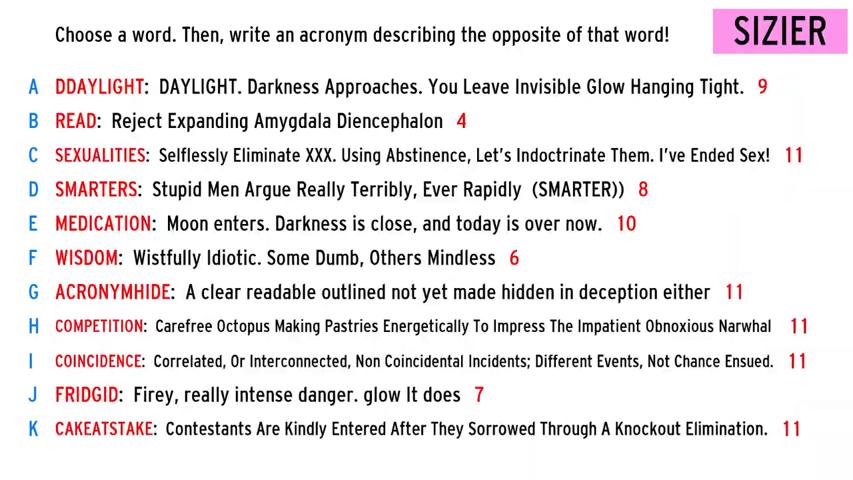 Choose a word. Then, write an acronym describing the opposite of that word!
SIZIER
A DDAYLIGHT: DAYLIGHT. Darkness Approaches. You Leave Invisible Glow Hanging Tight. 9
B READ: Reject Expanding Amygdala Diencephalon 4
C SEXUALITIES: Selflessly Eliminate XXX. Using Abstinence, Let's Indoctrinate Them. I've Ended Sex! 11
D SMARTERS: Stupid Men Argue Really Terribly, Ever Rapidly (SMARTER)) 8
E MEDICATION: Moon enters. Darkness is close, and today is over now. 10
F WISDOM: Wistfully Idiotic. Some Dumb, Others Mindless 6
G ACRONYMHIDE: A clear readable outlined not yet made hidden in deception either 11
H COMPETITION: Carefree Octopus Making Pastries Energetically To Impress The Impatient Obnoxious Narwhal 11
I COINCIDENCE: Correlated, Or Interconnected, Non Coincidental Incidents; Different Events, Not Chance Ensued. 11
J FRIDGID: Firey, really intense danger. glow It does 7
K CAKEATSTAKE: Contestants Are Kindly Entered After They Sorrowed Through A Knockout Elimination. 11